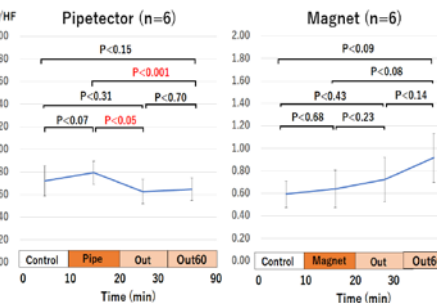 /HF
Pipetector (n=6)
P<0.15
P<0.001
P<0.31
P<0.70
P<0.07
P<0.05
00
80
60
40
20
00
80
60
40
20
00
Control
Pipe
Out
Out60
0
10
20
30
90
Time (min)
Magnet (n=6)
2.00
1.80
1.60
1.40
1.20
1.00
0.80
0.60
0.40
0.20
0.00
P<0.09
P<0.08
P<0.43
P<0.14
P<0.68
P<0.23
Control
Magnet
Out
Out6
0
10
20
30
Time (min)